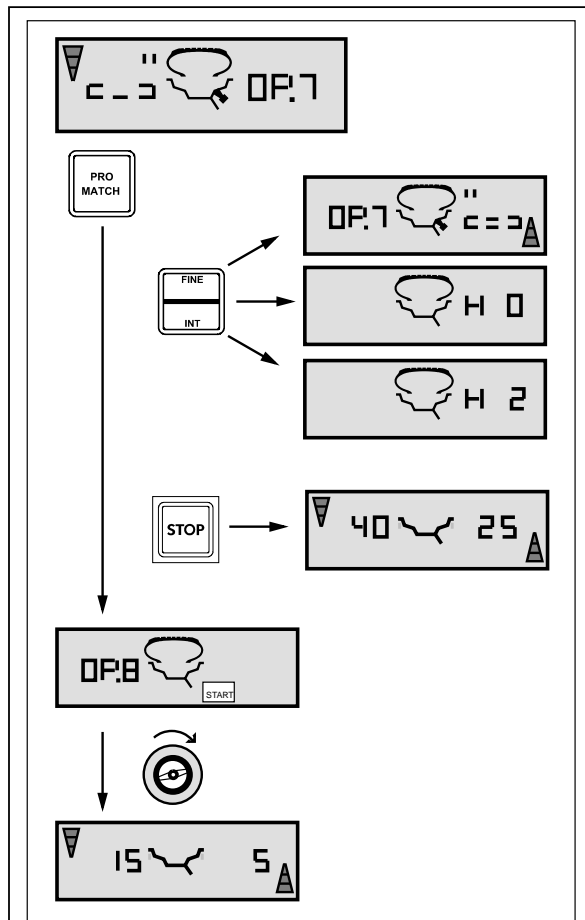 OP.7
PRO
MATCH
OP.7
FINE
INT
H 0
H 2
STOP
40 25
OP.8
START
15 5